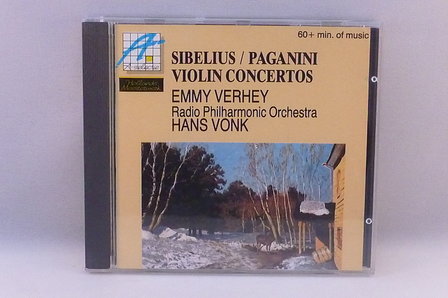 60+ min. of music
SIBELIUS / PAGANINI
VIOLIN CONCERTOS
EMMY VERHEY
Radio Philharmonic Orchestra
HANS VONK